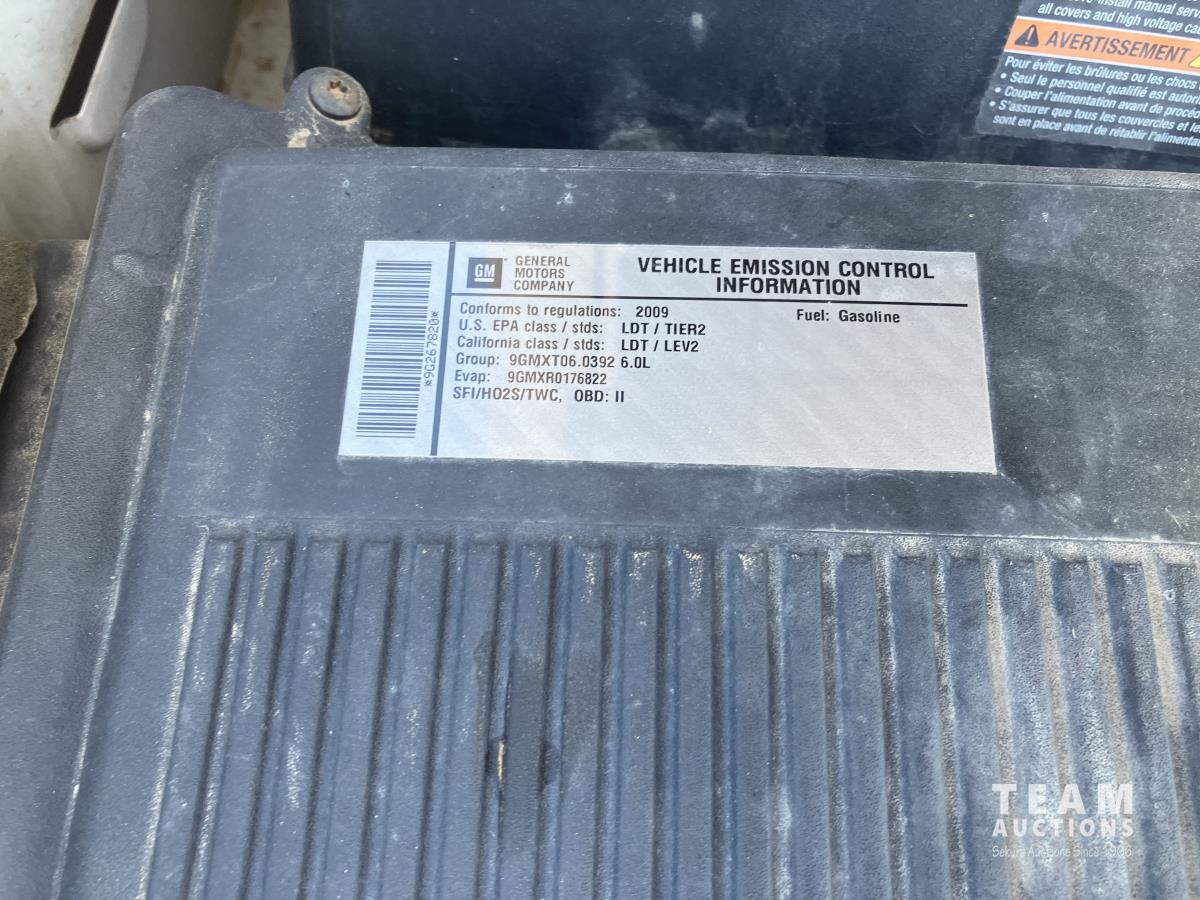 install manual serv
all covers and high voltage ca
AVERTISSEMENT
Pour éviter les brûlures ou les chocs
• Seul le personnel qualifié est autori
• Couper l'alimentation avant de procéd
• S'assurer que tous les couvercles et
sont en place avant de rétablir l'alimenta
GM
GENERAL
MOTORS
COMPANY
VEHICLE EMISSION CONTROL
INFORMATION
*9G267820*
Conforms to regulations: 2009
Fuel: Gasoline
U.S. EPA class / stds: LDT / TIER2
California class / stds: LDT / LEV2
Group: 9GMXT06.0392 6.0L
Evap: 9GMXR0176822
SFI/HO2S/TWC, OBD: II
TEAM
AUCTIONS
Since